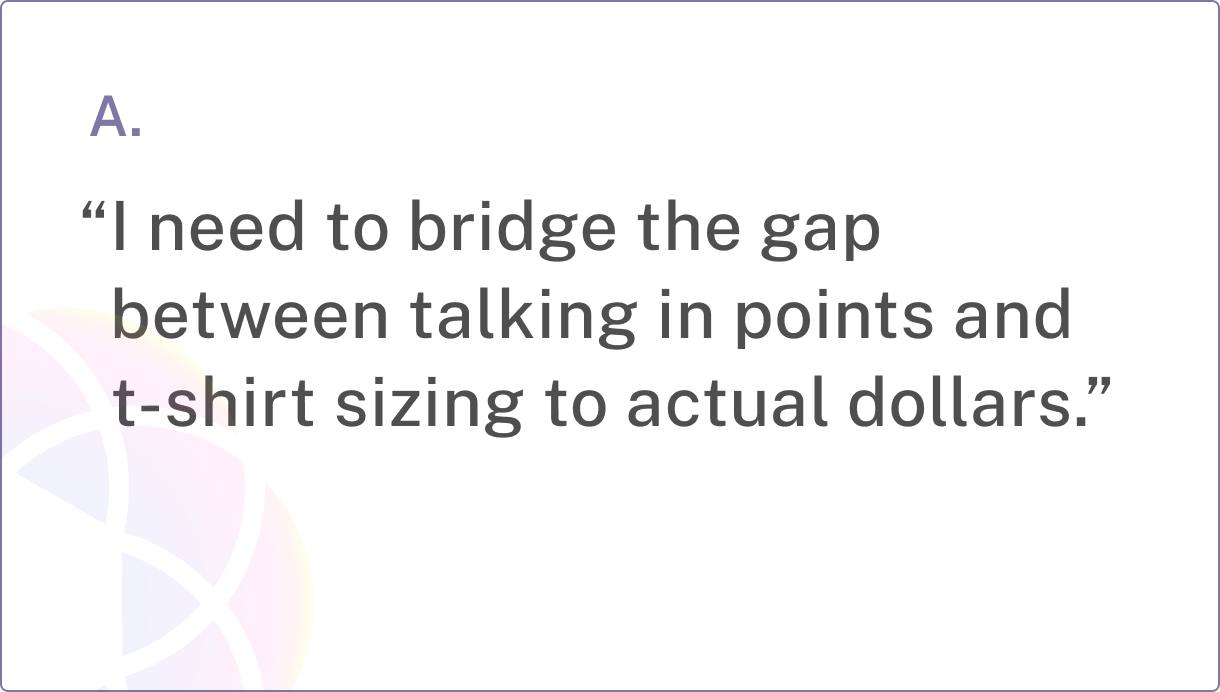 A.
“I need to bridge the gap
between talking in points and
t-shirt sizing to actual dollars.”